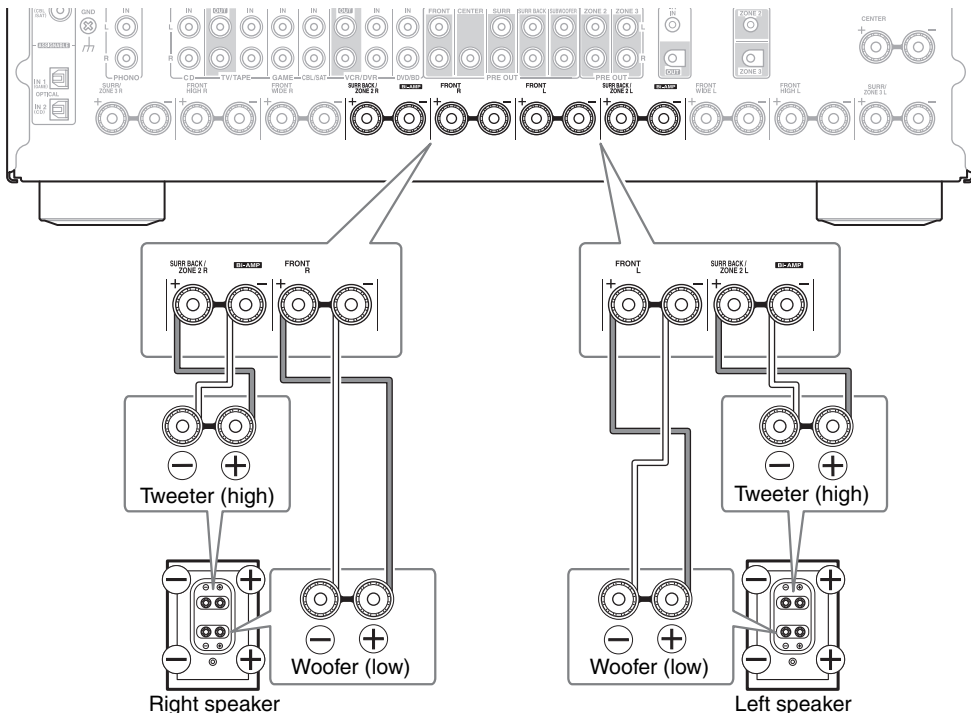 GND
ASSIGNABLE
IN 1
(GAME)
OPTICAL
IN 2
(CD)
IN
L
R
PHONO
IN OUT IN IN IN OUT IN IN
CD TV/TAPE GAME CBL/SAT VCR/DVR DVD/BD
FRONT CENTER SURR SURR BACK SUBWOOFER ZONE 2 ZONE 3
L
R
PRE OUT PRE OUT
IN
OUT
ZONE 2
ZONE 3
CENTER
+ −
SURR/
ZONE 3 R
FRONT
HIGH R
FRONT
WIDE R
SURR BACK /
ZONE 2 R
BI-AMP
FRONT
R
FRONT
L
SURR BACK /
ZONE 2 L
BI-AMP
FRONT
WIDE L
FRONT
HIGH L
SURR/
ZONE 3 L
+ − + − + − + −
SURR BACK /
ZONE 2 R
BI-AMP
FRONT
R
+ − + −
FRONT
L
SURR BACK /
ZONE 2 L
BI-AMP
+ − + −
− +
Tweeter (high)
− +
Tweeter (high)
− +
− +
− +
Woofer (low)
− +
Woofer (low)
− +
− +
Right speaker
Left speaker